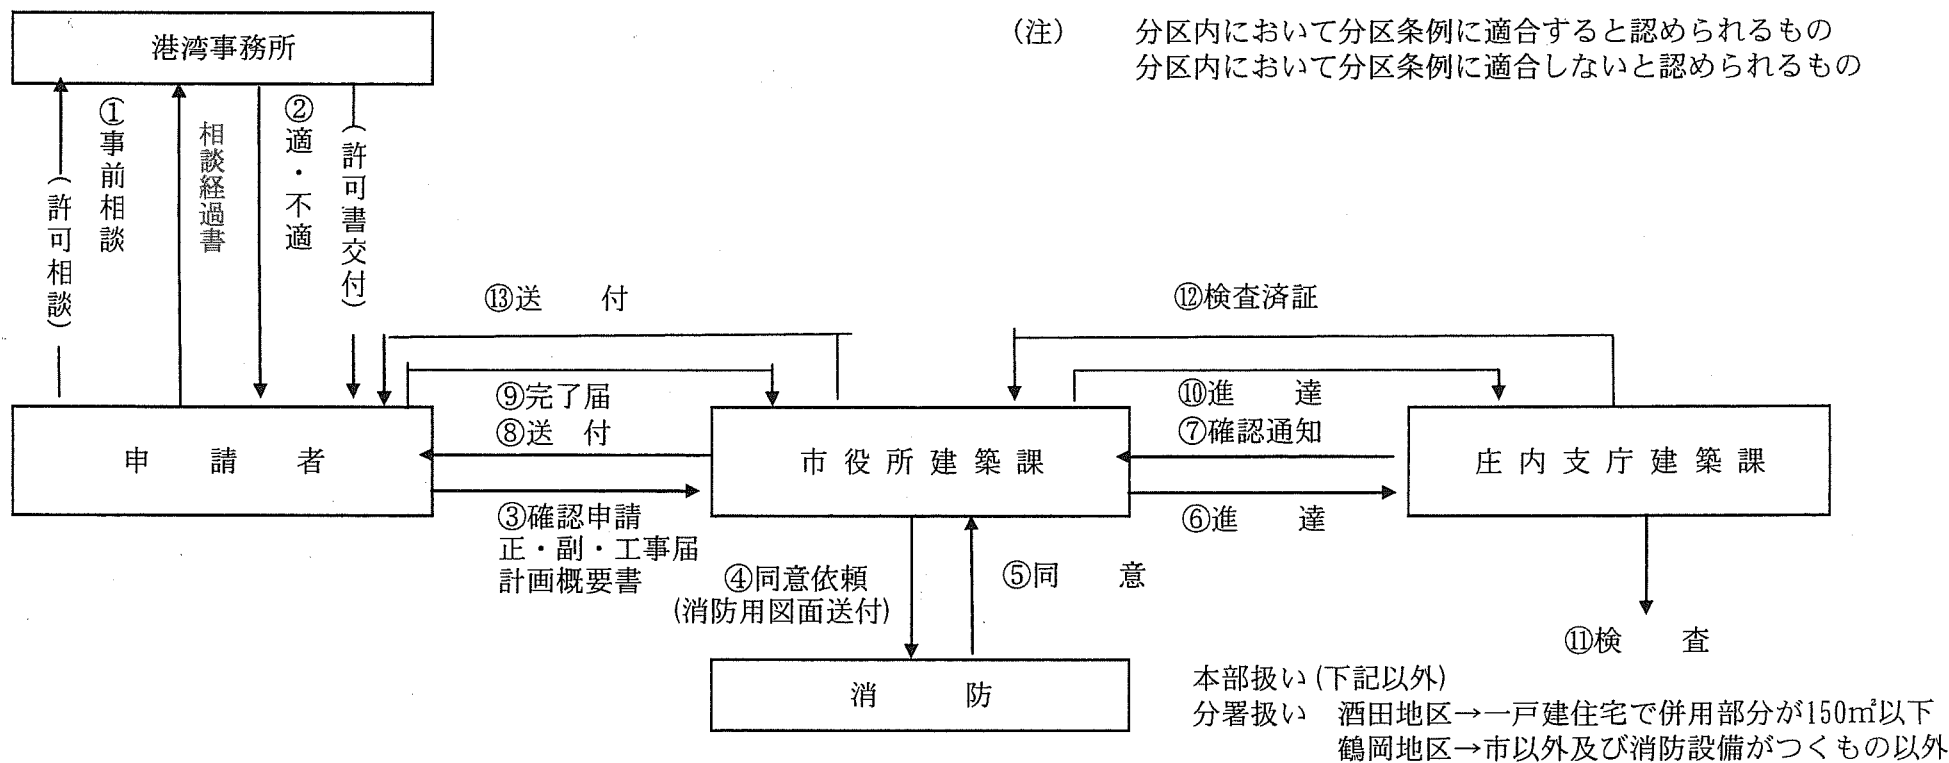 港湾事務所
（注） 分区内において分区条例に適合すると認められるもの
分区内において分区条例に適合しないと認められるもの
（許可相談）
①事前相談
相談経過書
②適・不適
（許可書交付）
⑬送 付
⑫検査済証
⑨完了届
⑧送 付
⑩進 達
⑦確認通知
申 請 者
市役所建築課
庄内支庁建築課
③確認申請
正・副・工事届
計画概要書
⑥進 達
④同意依頼
(消防用図面送付)
⑤同 意
⑪検 査
消 防
本部扱い(下記以外)
分署扱い 酒田地区→一戸建住宅で併用部分が150㎡以下
鶴岡地区→市以外及び消防設備がつくもの以外